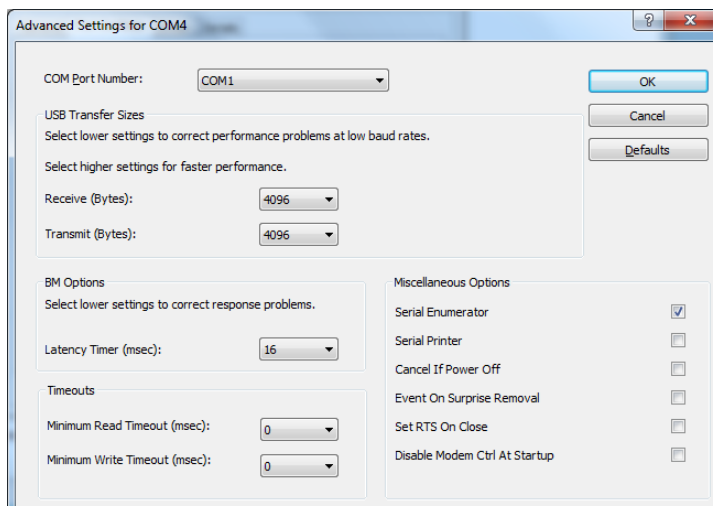 Advanced Settings for COM4
COM Port Number: COM1
OK
USB Transfer Sizes
Cancel
Select lower settings to correct performance problems at low baud rates.
Defaults
Select higher settings for faster performance.
Receive (Bytes): 4096
Transmit (Bytes): 4096
BM Options
Select lower settings to correct response problems.
Latency Timer (msec): 16
Timeouts
Minimum Read Timeout (msec): 0
Minimum Write Timeout (msec): 0
Miscellaneous Options
Serial Enumerator
Serial Printer
Cancel If Power Off
Event On Surprise Removal
Set RTS On Close
Disable Modem Ctrl At Startup